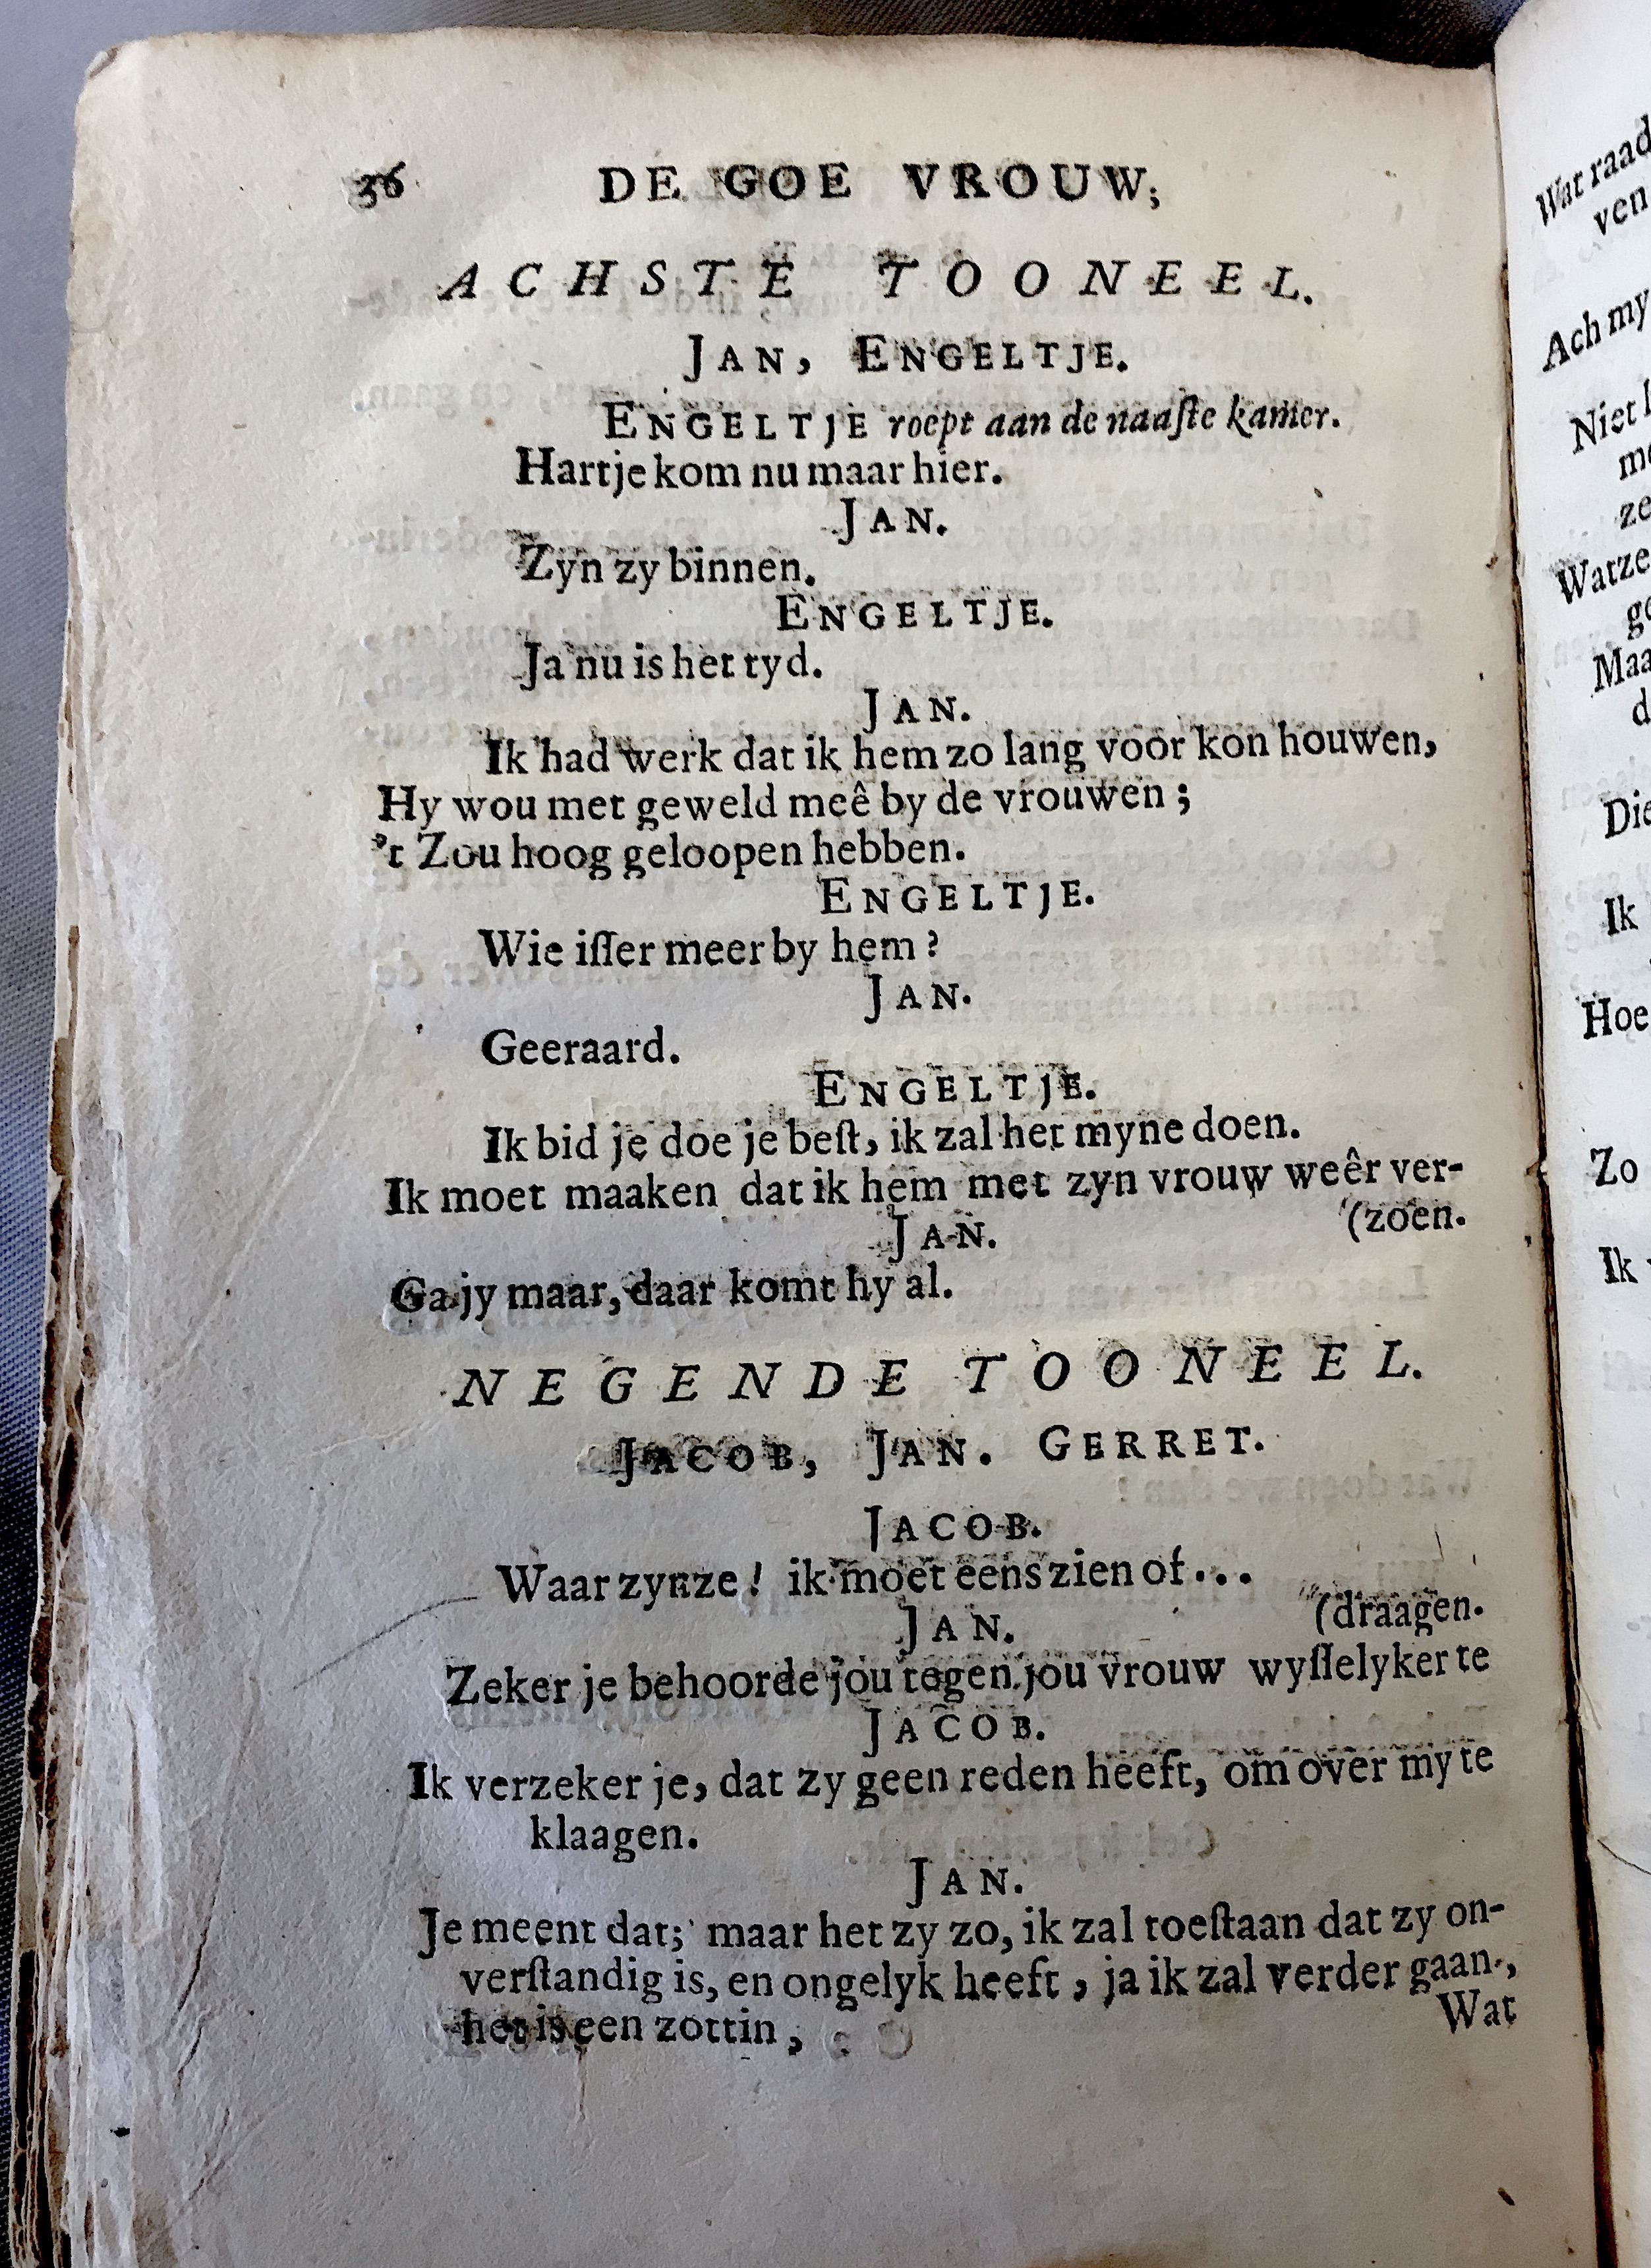 36 DE GOE VROUW;
ACHSTE TOONEEL.
JAN, ENGELTJE.
ENGELTJE roept aan de naaſte kamer.
Hartje kom nu maar hier.
JAN.
Zyn zy binnen.
ENGELTJE.
Ja nu is het tyd.
JAN.
Ik had werk dat ik hem zo lang voor kon houwen,
Hy wou met geweld meê by de vrouwen;
't Zou hoog geloopen hebben.
ENGELTJE.
Wie iſſer meer by hem?
JAN.
Geeraard.
ENGELTJE.
Ik bid je doe je beſt, ik zal het myne doen.
Ik moet maaken dat ik hem met zyn vrouw weêr ver-
(zoen.
JAN.
Ga jy maar, daar komt hy al.
NEGENDE TOONEEL.
JACOB, JAN. GERRET.
JACOB.
Waar zynze! ik moet eens zien of...
(draagen.
JAN.
Zeker je behoorde jou tegen jou vrouw wyſſelyker te
JACOB.
Ik verzeker je, dat zy geen reden heeft, om over my te
klaagen.
JAN.
Je meent dat; maar het zy zo, ik zal toeſtaan dat zy on-
verſtandig is, en ongelyk heeft, ja ik zal verder gaan,
het is een zottin,
Wat
Wat raad
ven
Ach my
Niet
ze
Watze
ge
Maa
d
Die
Ik
Hoe
Zo
Ik